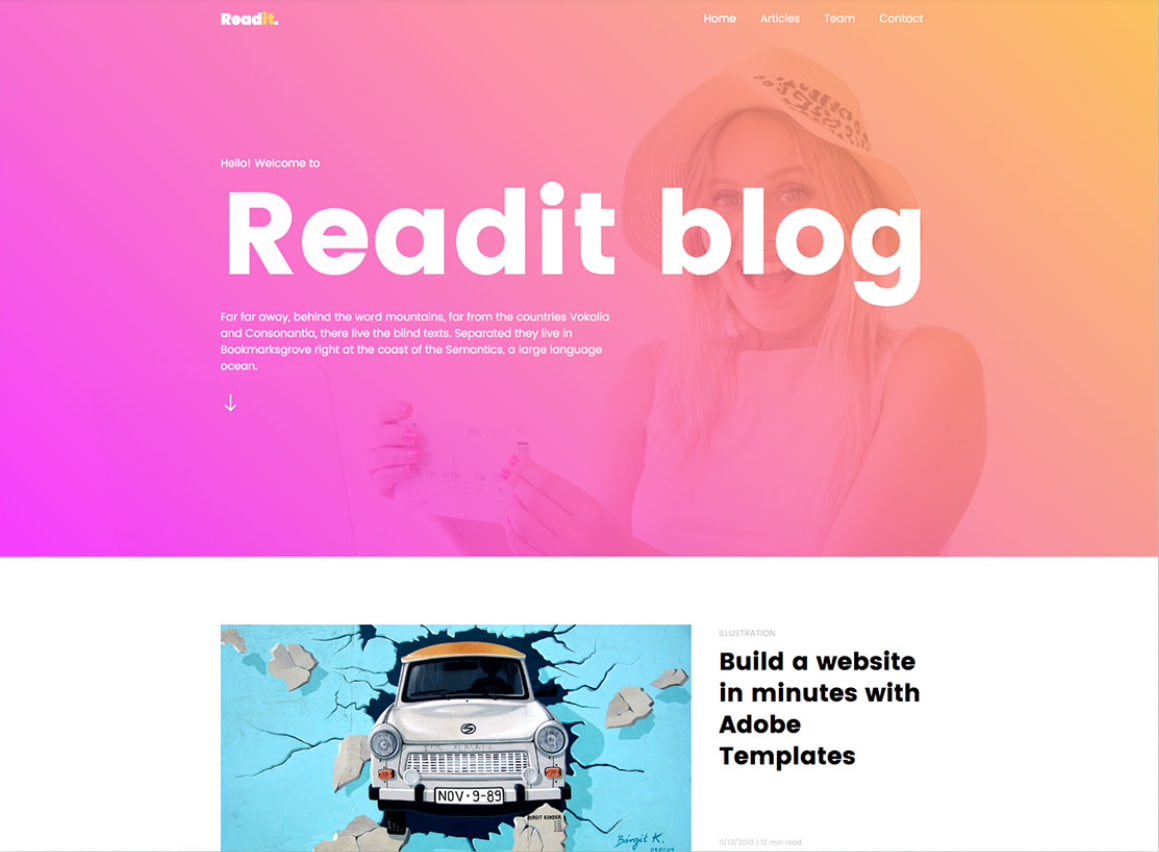 Readit.
Home Articles Team Contact
Hello! Welcome to
Readit blog
Far far away, behind the word mountains, far from the countries Vokalia
and Consonantia, there live the blind texts. Separated they live in
Bookmarksgrove right at the coast of the Semantics, a large language
ocean.
ILLUSTRATION
Build a website
in minutes with
Adobe
Templates
NOV•9-89
BIRGIT KINDER
Birgit K.
11/13/2019 | 12 min read